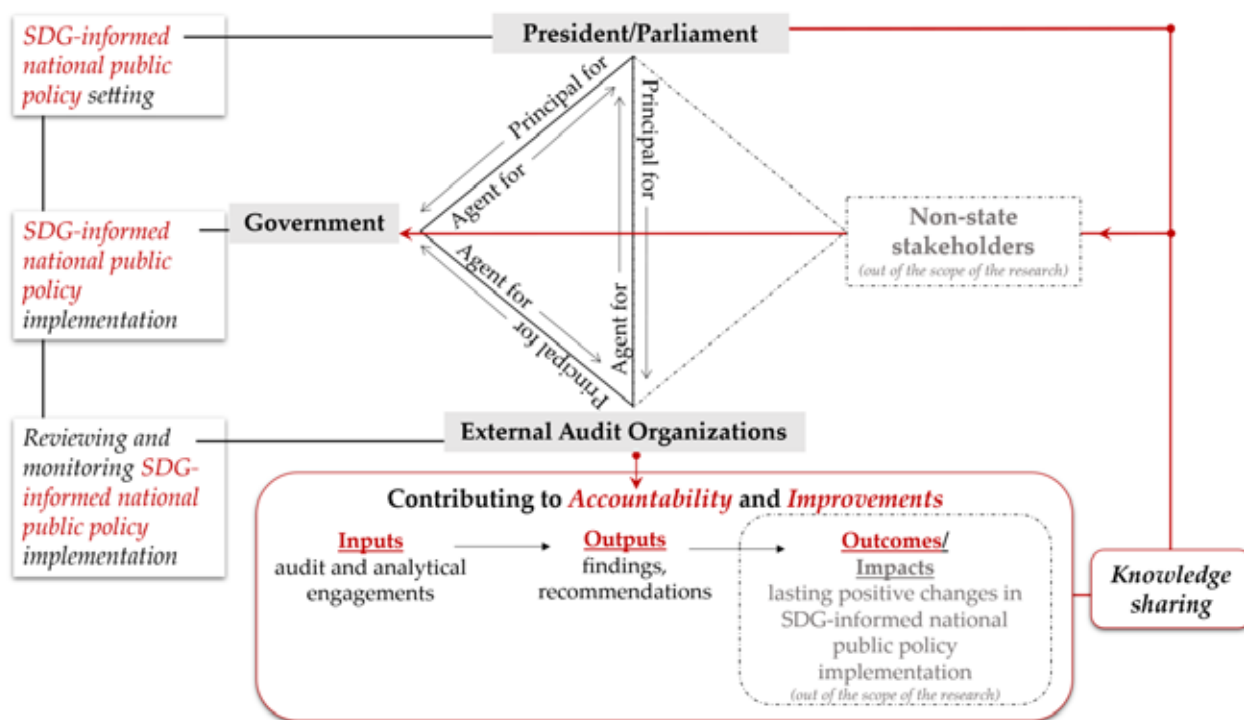 SDG-informed
national public
policy setting
President/Parliament
Principal for
Agent for
Principal for
Agent for
SDG-informed
national public
policy
implementation
Government
Non-state
stakeholders
(out of the scope of the research)
Agent for
Principal for
Reviewing and
monitoring SDG-
informed national
public policy
implementation
External Audit Organizations
Contributing to Accountability and Improvements
Inputs
audit and analytical
engagements
Outputs
findings,
recommendations
Outcomes/
Impacts
lasting positive changes in
SDG-informed national
public policy
implementation
(out of the scope of the research)
Knowledge
sharing